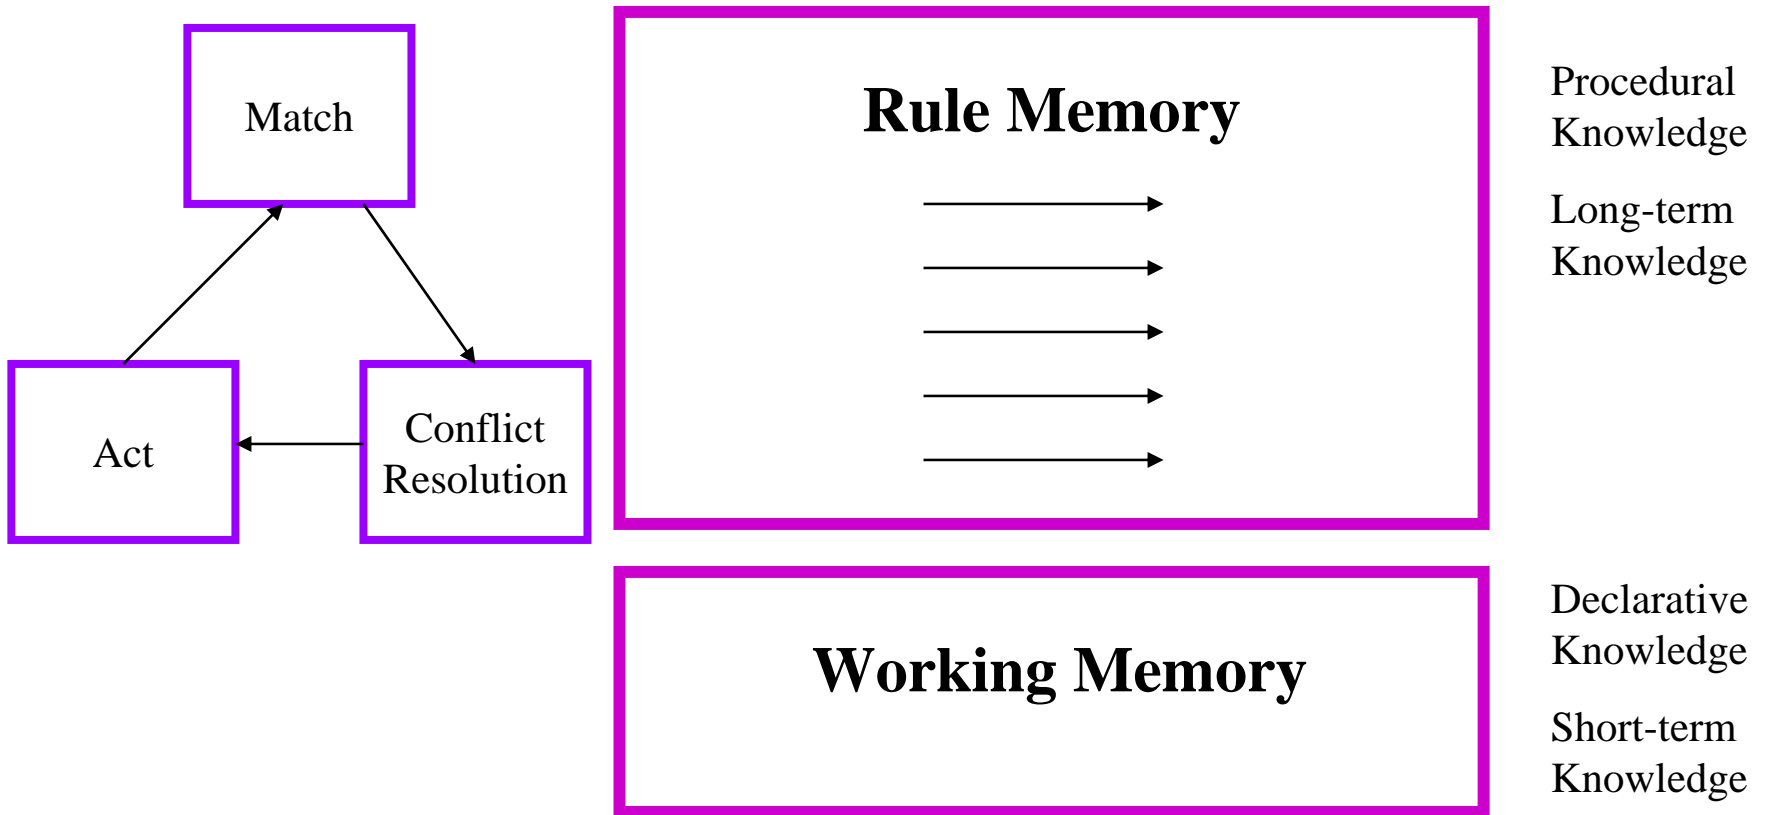 Match
Act
Conflict
Resolution
Rule Memory
Procedural
Knowledge
Long-term
Knowledge
Working Memory
Declarative
Knowledge
Short-term
Knowledge